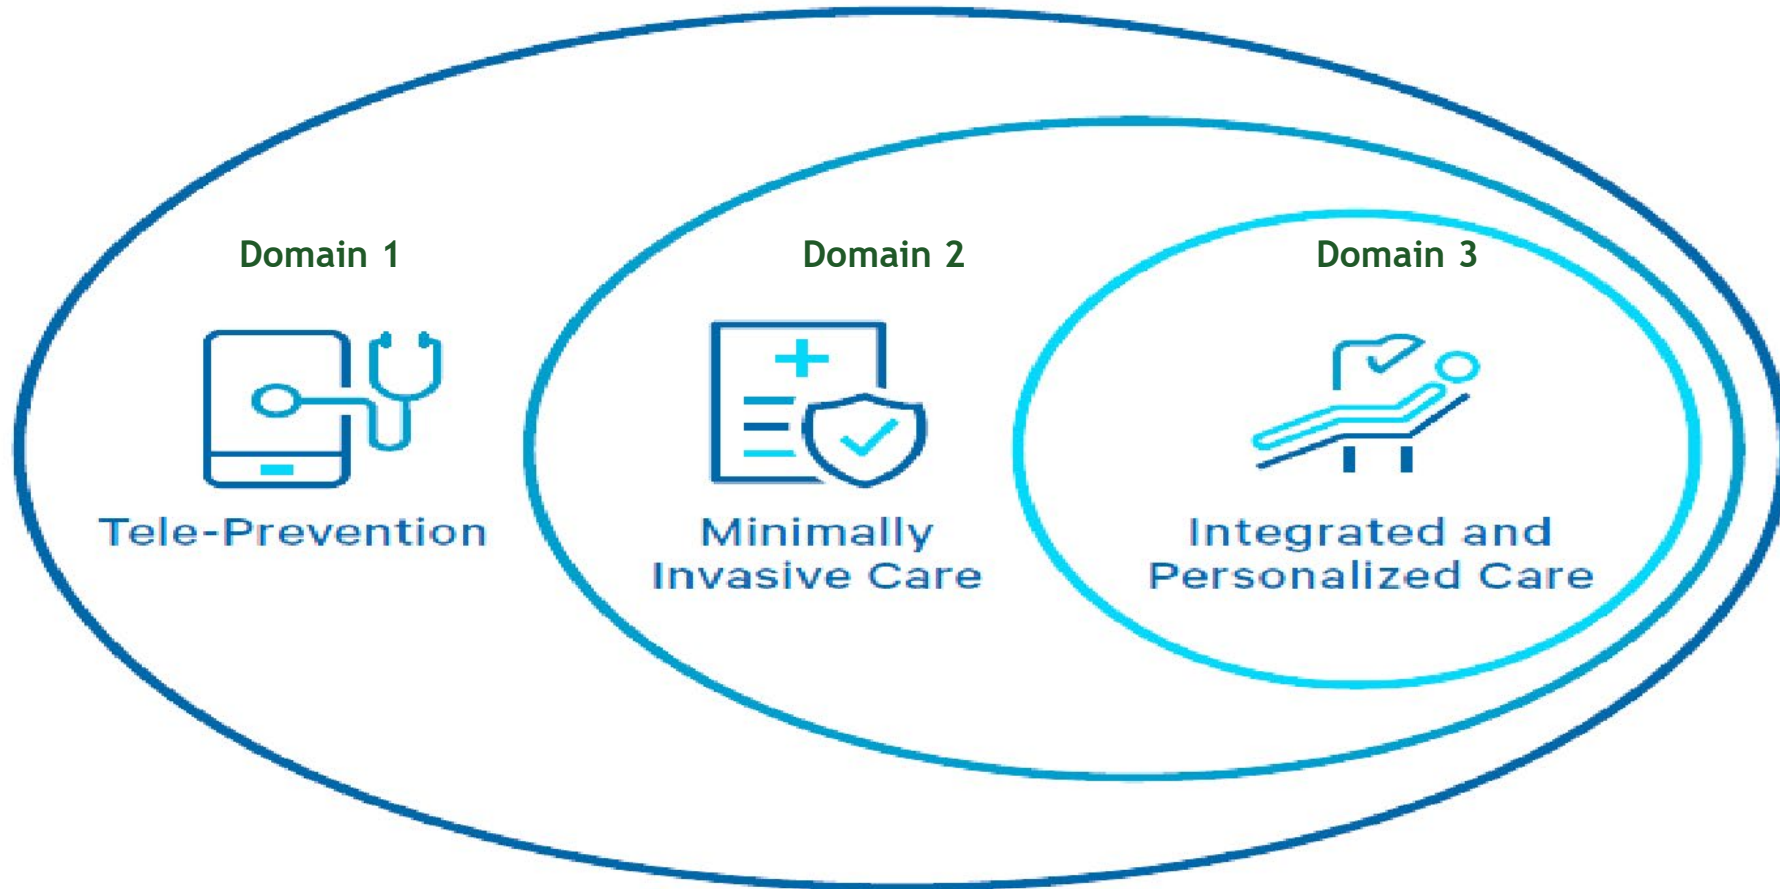 Domain 1
Tele-Prevention
Domain 2
Minimally
Invasive Care
Domain 3
Integrated and
Personalized Care